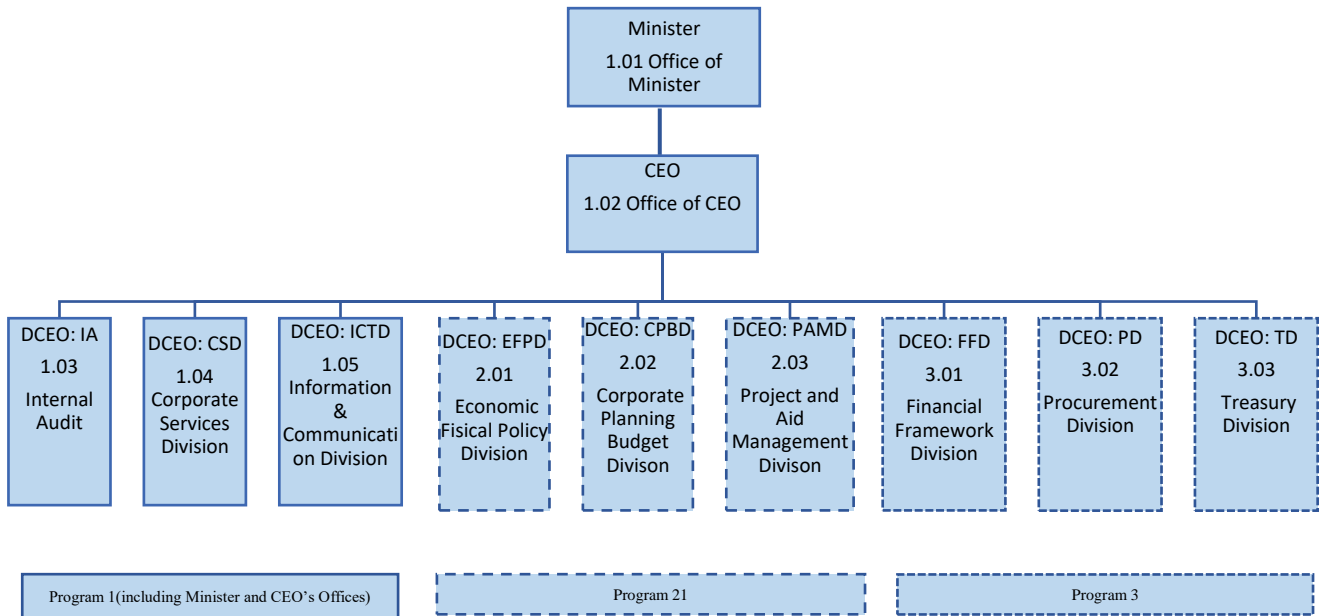 Minister
1.01 Office of
Minister
CEO
1.02 Office of CEO
DCEO: IA
1.03
Internal
Audit
DCEO: CSD
1.04
Corporate
Services
Division
DCEO: ICTD
1.05
Information
&
Communicati
on Division
DCEO: EFPD
2.01
Economic
Fisical Policy
Division
DCEO: CPBD
2.02
Corporate
Planning
Budget
Divison
DCEO: PAMD
2.03
Project and
Aid
Management
Divison
DCEO: FFD
3.01
Financial
Framework
Division
DCEO: PD
3.02
Procurement
Division
DCEO: TD
3.03
Treasury
Division
Program 1(including Minister and CEO's Offices)
Program 21
Program 3